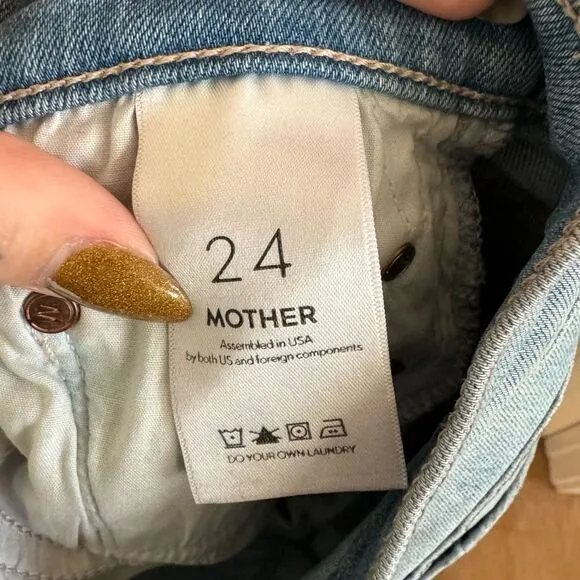 24
MOTHER
Assembled in USA
by both US and foreign components
DO YOUR OWN LAUNDRY
M